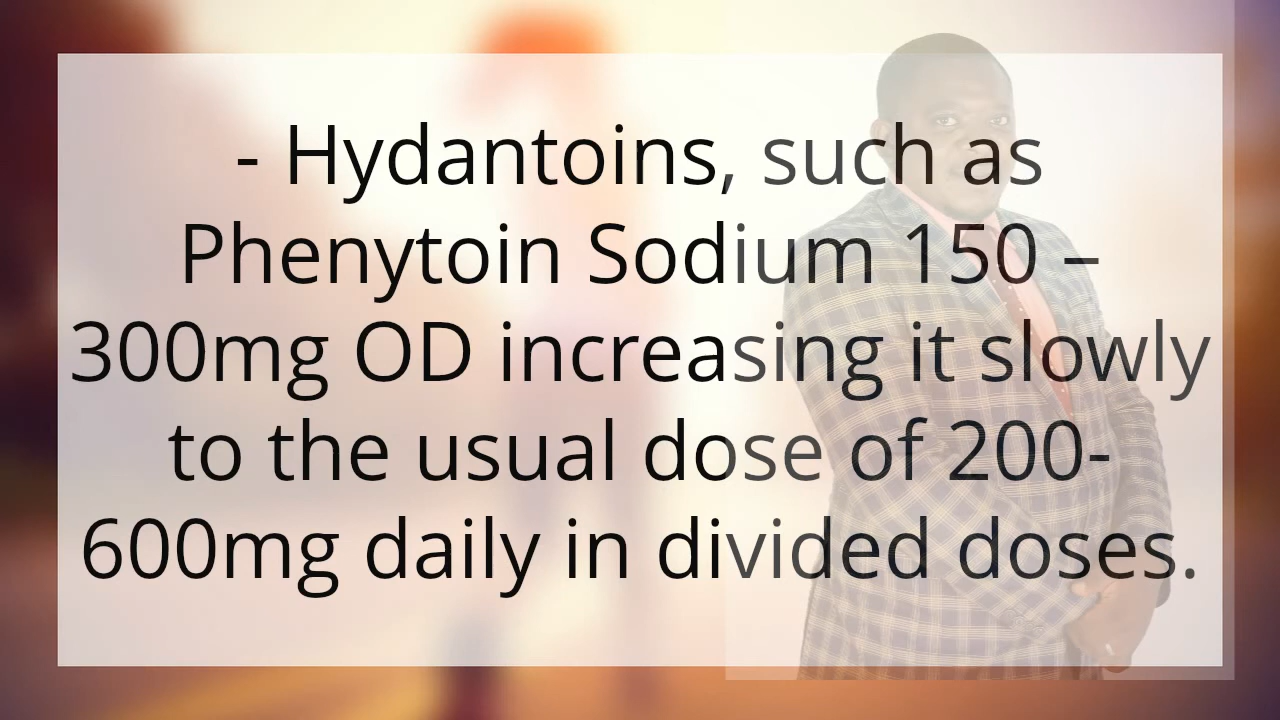 - Hydantoins, such as
Phenytoin Sodium 150 –
300mg OD increasing it slowly
to the usual dose of 200-
600mg daily in divided doses.